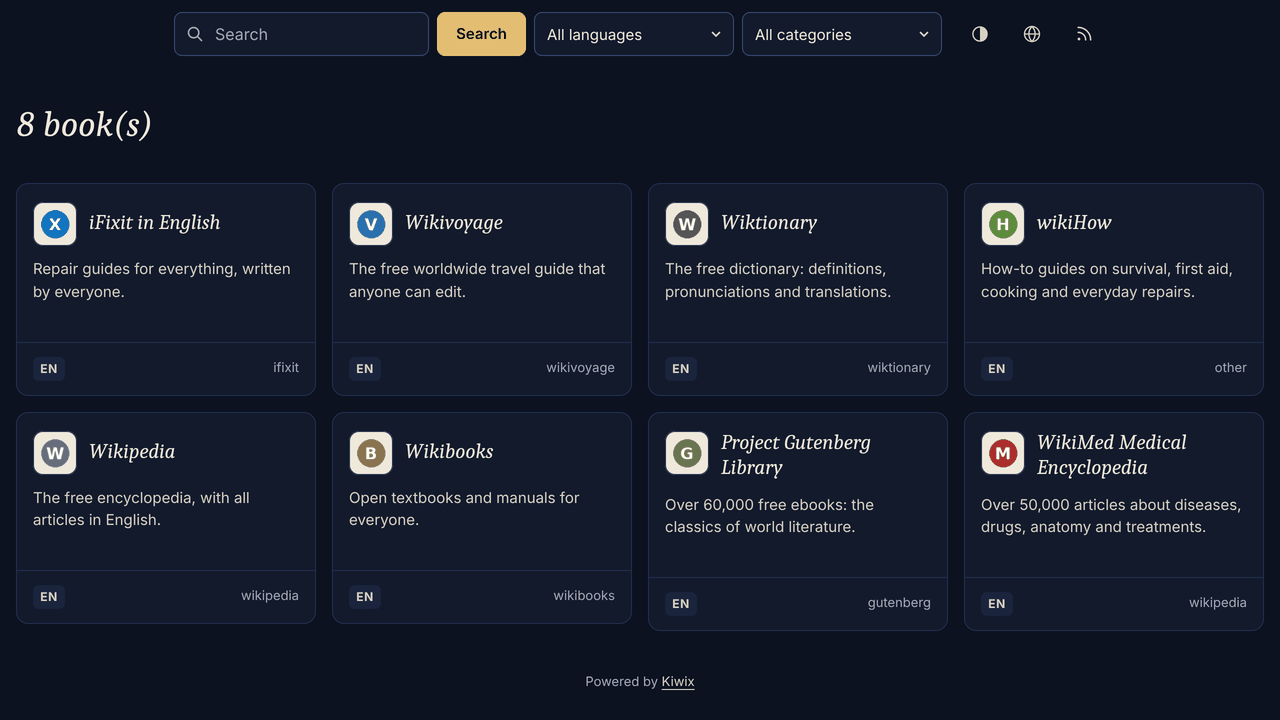 Search
Search
All languages
All categories
8 book(s)
X
iFixit in English
Repair guides for everything, written
by everyone.
EN
ifixit
V
Wikivoyage
The free worldwide travel guide that
anyone can edit.
EN
wikivoyage
W
Wiktionary
The free dictionary: definitions,
pronunciations and translations.
EN
wiktionary
H
wikiHow
How-to guides on survival, first aid,
cooking and everyday repairs.
EN
other
W
Wikipedia
The free encyclopedia, with all
articles in English.
EN
wikipedia
B
Wikibooks
Open textbooks and manuals for
everyone.
EN
wikibooks
G
Project Gutenberg
Library
Over 60,000 free ebooks: the
classics of world literature.
EN
gutenberg
M
WikiMed Medical
Encyclopedia
Over 50,000 articles about diseases,
drugs, anatomy and treatments.
EN
wikipedia
Powered by Kiwix